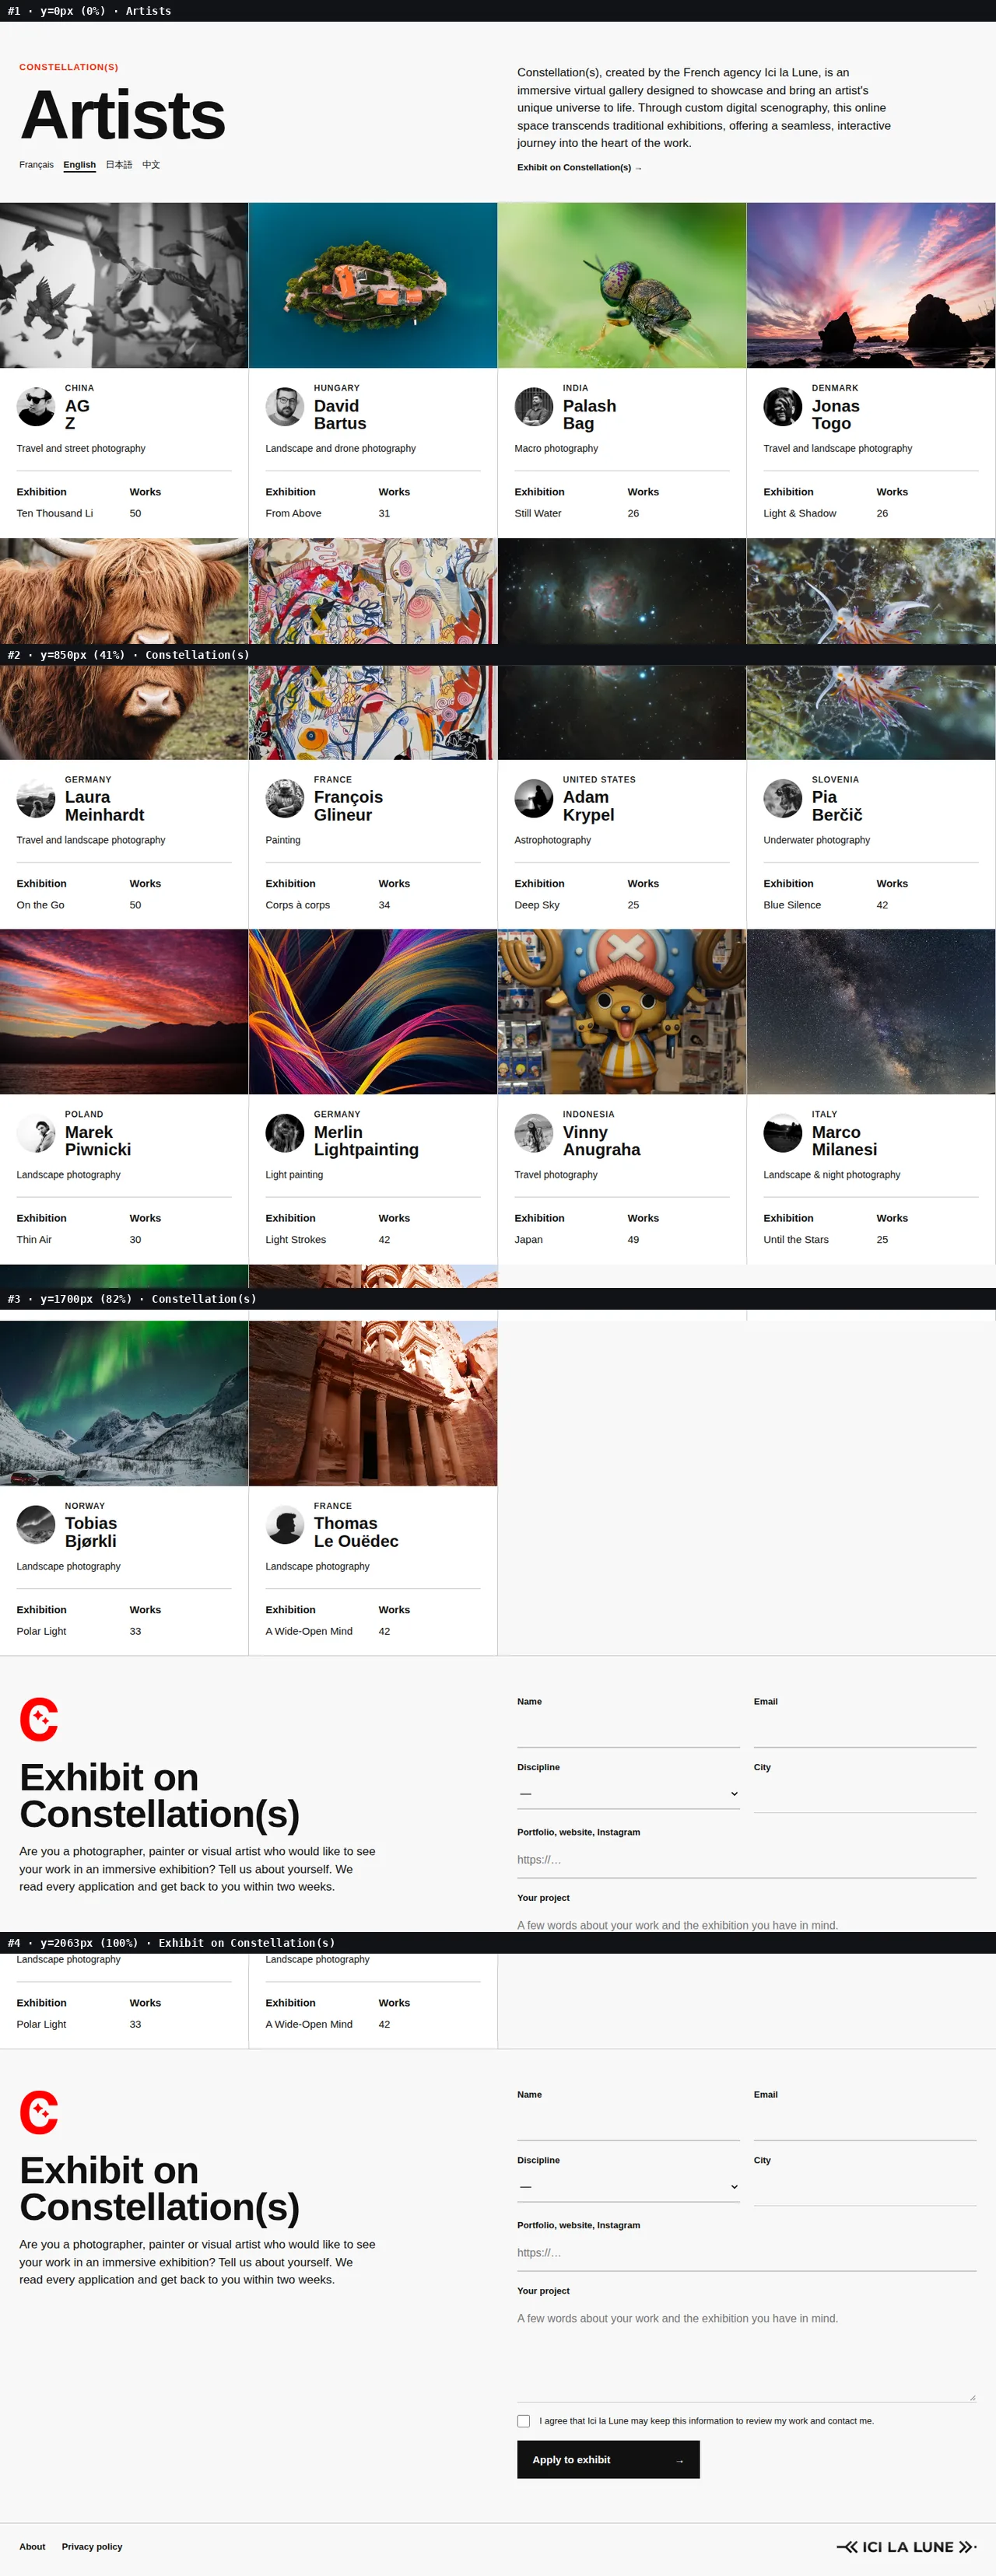 #1 · y=0px (0%) · Artists
CONSTELLATION(S)
Artists
Français English 日本語 中文
Constellation(s), created by the French agency Ici la Lune, is an
immersive virtual gallery designed to showcase and bring an artist's
unique universe to life. Through custom digital scenography, this online
space transcends traditional exhibitions, offering a seamless, interactive
journey into the heart of the work.
Exhibit on Constellation(s) →
CHINA
AG
Z
Travel and street photography
Exhibition Works
Ten Thousand Li 50
HUNGARY
David
Bartus
Landscape and drone photography
Exhibition Works
From Above 31
INDIA
Palash
Bag
Macro photography
Exhibition Works
Still Water 26
DENMARK
Jonas
Togo
Travel and landscape photography
Exhibition Works
Light & Shadow 26
#2 · y=850px (41%) · Constellation(s)
GERMANY
Laura
Meinhardt
Travel and landscape photography
Exhibition Works
On the Go 50
FRANCE
François
Glineur
Painting
Exhibition Works
Corps à corps 34
UNITED STATES
Adam
Krypel
Astrophotography
Exhibition Works
Deep Sky 25
SLOVENIA
Pia
Berčič
Underwater photography
Exhibition Works
Blue Silence 42
POLAND
Marek
Piwnicki
Landscape photography
Exhibition Works
Thin Air 30
GERMANY
Merlin
Lightpainting
Light painting
Exhibition Works
Light Strokes 42
INDONESIA
Vinny
Anugraha
Travel photography
Exhibition Works
Japan 49
ITALY
Marco
Milanesi
Landscape & night photography
Exhibition Works
Until the Stars 25
#3 · y=1700px (82%) · Constellation(s)
NORWAY
Tobias
Bjørkli
Landscape photography
Exhibition Works
Polar Light 33
FRANCE
Thomas
Le Ouëdec
Landscape photography
Exhibition Works
A Wide-Open Mind 42
Exhibit on
Constellation(s)
Are you a photographer, painter or visual artist who would like to see
your work in an immersive exhibition? Tell us about yourself. We
read every application and get back to you within two weeks.
Name Email
Discipline City
—
Portfolio, website, Instagram
https://…
Your project
A few words about your work and the exhibition you have in mind.
#4 · y=2063px (100%) · Exhibit on Constellation(s)
Landscape photography Landscape photography
Exhibition Works Exhibition Works
Polar Light 33 A Wide-Open Mind 42
Exhibit on
Constellation(s)
Are you a photographer, painter or visual artist who would like to see
your work in an immersive exhibition? Tell us about yourself. We
read every application and get back to you within two weeks.
Name Email
Discipline City
—
Portfolio, website, Instagram
https://…
Your project
A few words about your work and the exhibition you have in mind.
I agree that Ici la Lune may keep this information to review my work and contact me.
Apply to exhibit →
About Privacy policy
ICI LA LUNE